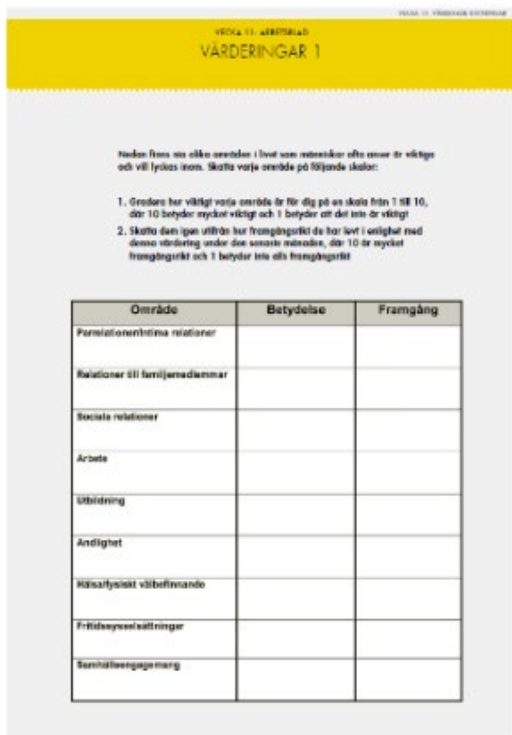 VECKA 11: VÄRDERINGAR
VECKA 11: ARBETSBLAD
VÄRDERINGAR 1
Nedan finns nio olika områden i livet som människor ofta anser är viktiga
och vill lyckas inom. Skatta varje område på följande skalor:
1. Gradera hur viktigt varje område är för dig på en skala från 1 till 10,
där 10 betyder mycket viktigt och 1 betyder att det inte är viktigt
2. Skatta dem igen utifrån hur framgångsrikt du har levt i enlighet med
denna värdering under den senaste månaden, där 10 är mycket
framgångsrikt och 1 betyder inte alls framgångsrikt
Område Betydelse Framgång
Parrelationer/intima relationer
Relationer till familjemedlemmar
Sociala relationer
Arbete
Utbildning
Andlighet
Hälsa/fysiskt välbefinnande
Fritidssysselsättningar
Samhällsengagemang